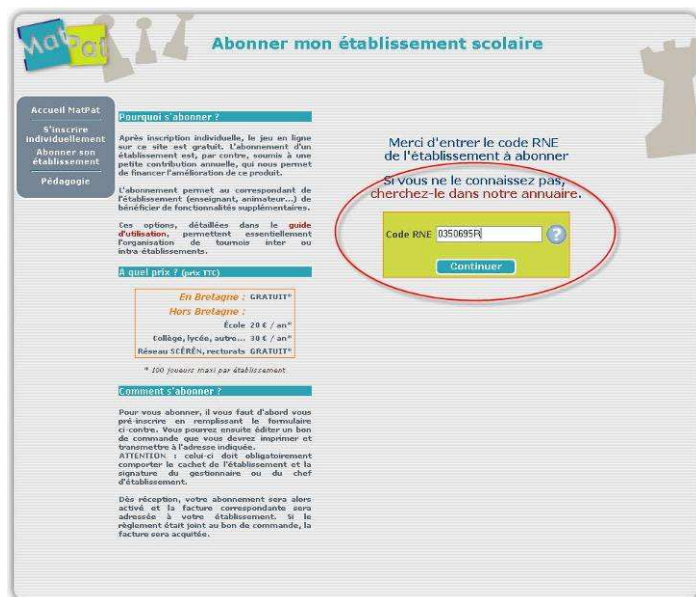 MatPat
Abonner mon établissement scolaire
Accueil MatPat
S'inscrire
individuellement
Abonner son
établissement
Pédagogie
Pourquoi s'abonner ?
Après inscription individuelle, le jeu en ligne
sur ce site est gratuit. L'abonnement d'un
établissement est, par contre, soumis à une
petite contribution annuelle, qui nous permet
de financer l'amélioration de ce produit.
L'abonnement permet au correspondant de
l'établissement (enseignant, animateur...) de
bénéficier de fonctionnalités supplémentaires.
Ces options, détaillées dans le guide
d'utilisation, permettent essentiellement
l'organisation de tournois inter ou
intra-établissements.
A quel prix ? (prix TTC)
En Bretagne : GRATUIT*
Hors Bretagne :
École 20 € / an*
Collège, lycée, autre... 30 € / an*
Réseau SCÉRÉN, rectorats GRATUIT*
* 100 joueurs maxi par établissement
Comment s'abonner ?
Pour vous abonner, il vous faut d'abord vous
pré-inscrire en remplissant le formulaire
ci-contre. Vous pourrez ensuite éditer un bon
de commande que vous devrez imprimer et
transmettre à l'adresse indiquée.
ATTENTION : celui-ci doit obligatoirement
comporter le cachet de l'établissement et la
signature du gestionnaire ou du chef
d'établissement.
Dès réception, votre abonnement sera alors
activé et la facture correspondante sera
adressée à votre établissement. Si le
règlement était joint au bon de commande, la
facture sera acquitée.
Merci d'entrer le code RNE
de l'établissement à abonner
Si vous ne le connaissez pas,
cherchez-le dans notre annuaire.
Code RNE 0350695R ?
Continuer